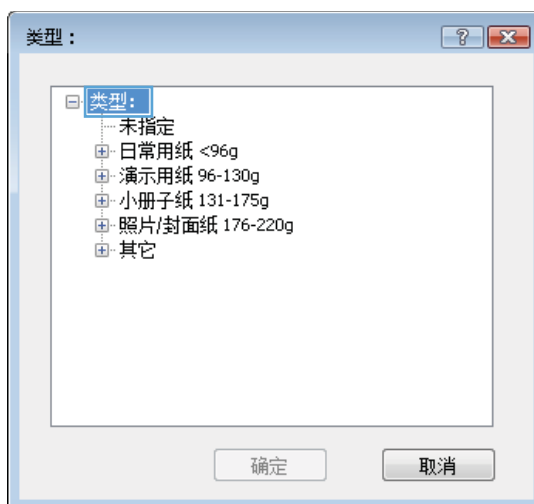 类型：
类型：
未指定
日常用纸 <96g
演示用纸 96-130g
小册子纸 131-175g
照片/封面纸 176-220g
其它
确定 取消